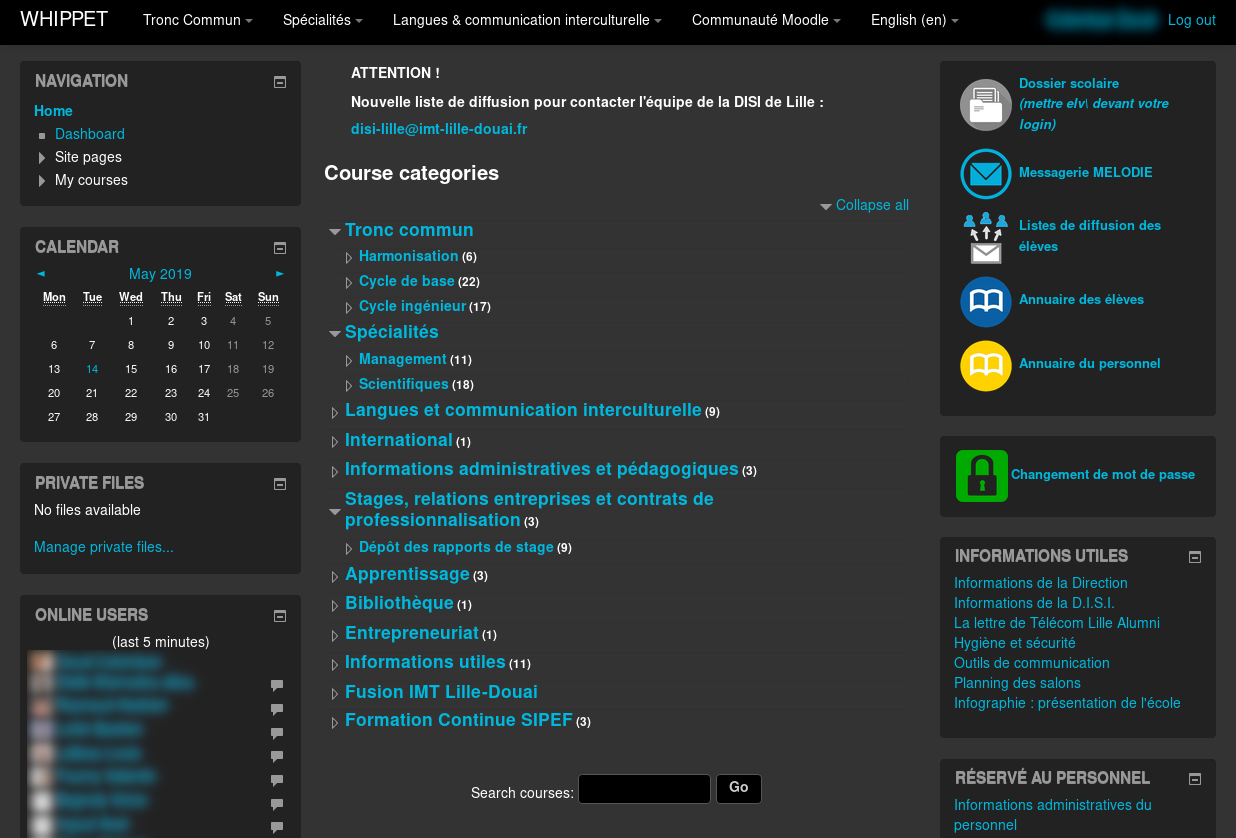 WHIPPET
Tronc Commun
Spécialités
Langues & communication interculturelle
Communauté Moodle
English (en)
Log out
NAVIGATION
Home
Dashboard
Site pages
My courses
CALENDAR
◄ May 2019 ►
Mon Tue Wed Thu Fri Sat Sun
1 2 3 4 5
6 7 8 9 10 11 12
13 14 15 16 17 18 19
20 21 22 23 24 25 26
27 28 29 30 31
PRIVATE FILES
No files available
Manage private files...
ONLINE USERS
(last 5 minutes)
ATTENTION !
Nouvelle liste de diffusion pour contacter l'équipe de la DISI de Lille :
disi-lille@imt-lille-douai.fr
Course categories
Collapse all
Tronc commun
Harmonisation (6)
Cycle de base (22)
Cycle ingénieur (17)
Spécialités
Management (11)
Scientifiques (18)
Langues et communication interculturelle (9)
International (1)
Informations administratives et pédagogiques (3)
Stages, relations entreprises et contrats de
professionnalisation (3)
Dépôt des rapports de stage (9)
Apprentissage (3)
Bibliothèque (1)
Entrepreneuriat (1)
Informations utiles (11)
Fusion IMT Lille-Douai
Formation Continue SIPEF (3)
Search courses:
Go
Dossier scolaire
(mettre elv\ devant votre
login)
Messagerie MELODIE
Listes de diffusion des
élèves
Annuaire des élèves
Annuaire du personnel
Changement de mot de passe
INFORMATIONS UTILES
Informations de la Direction
Informations de la D.I.S.I.
La lettre de Télécom Lille Alumni
Hygiène et sécurité
Outils de communication
Planning des salons
Infographie : présentation de l'école
RÉSERVÉ AU PERSONNEL
Informations administratives du
personnel